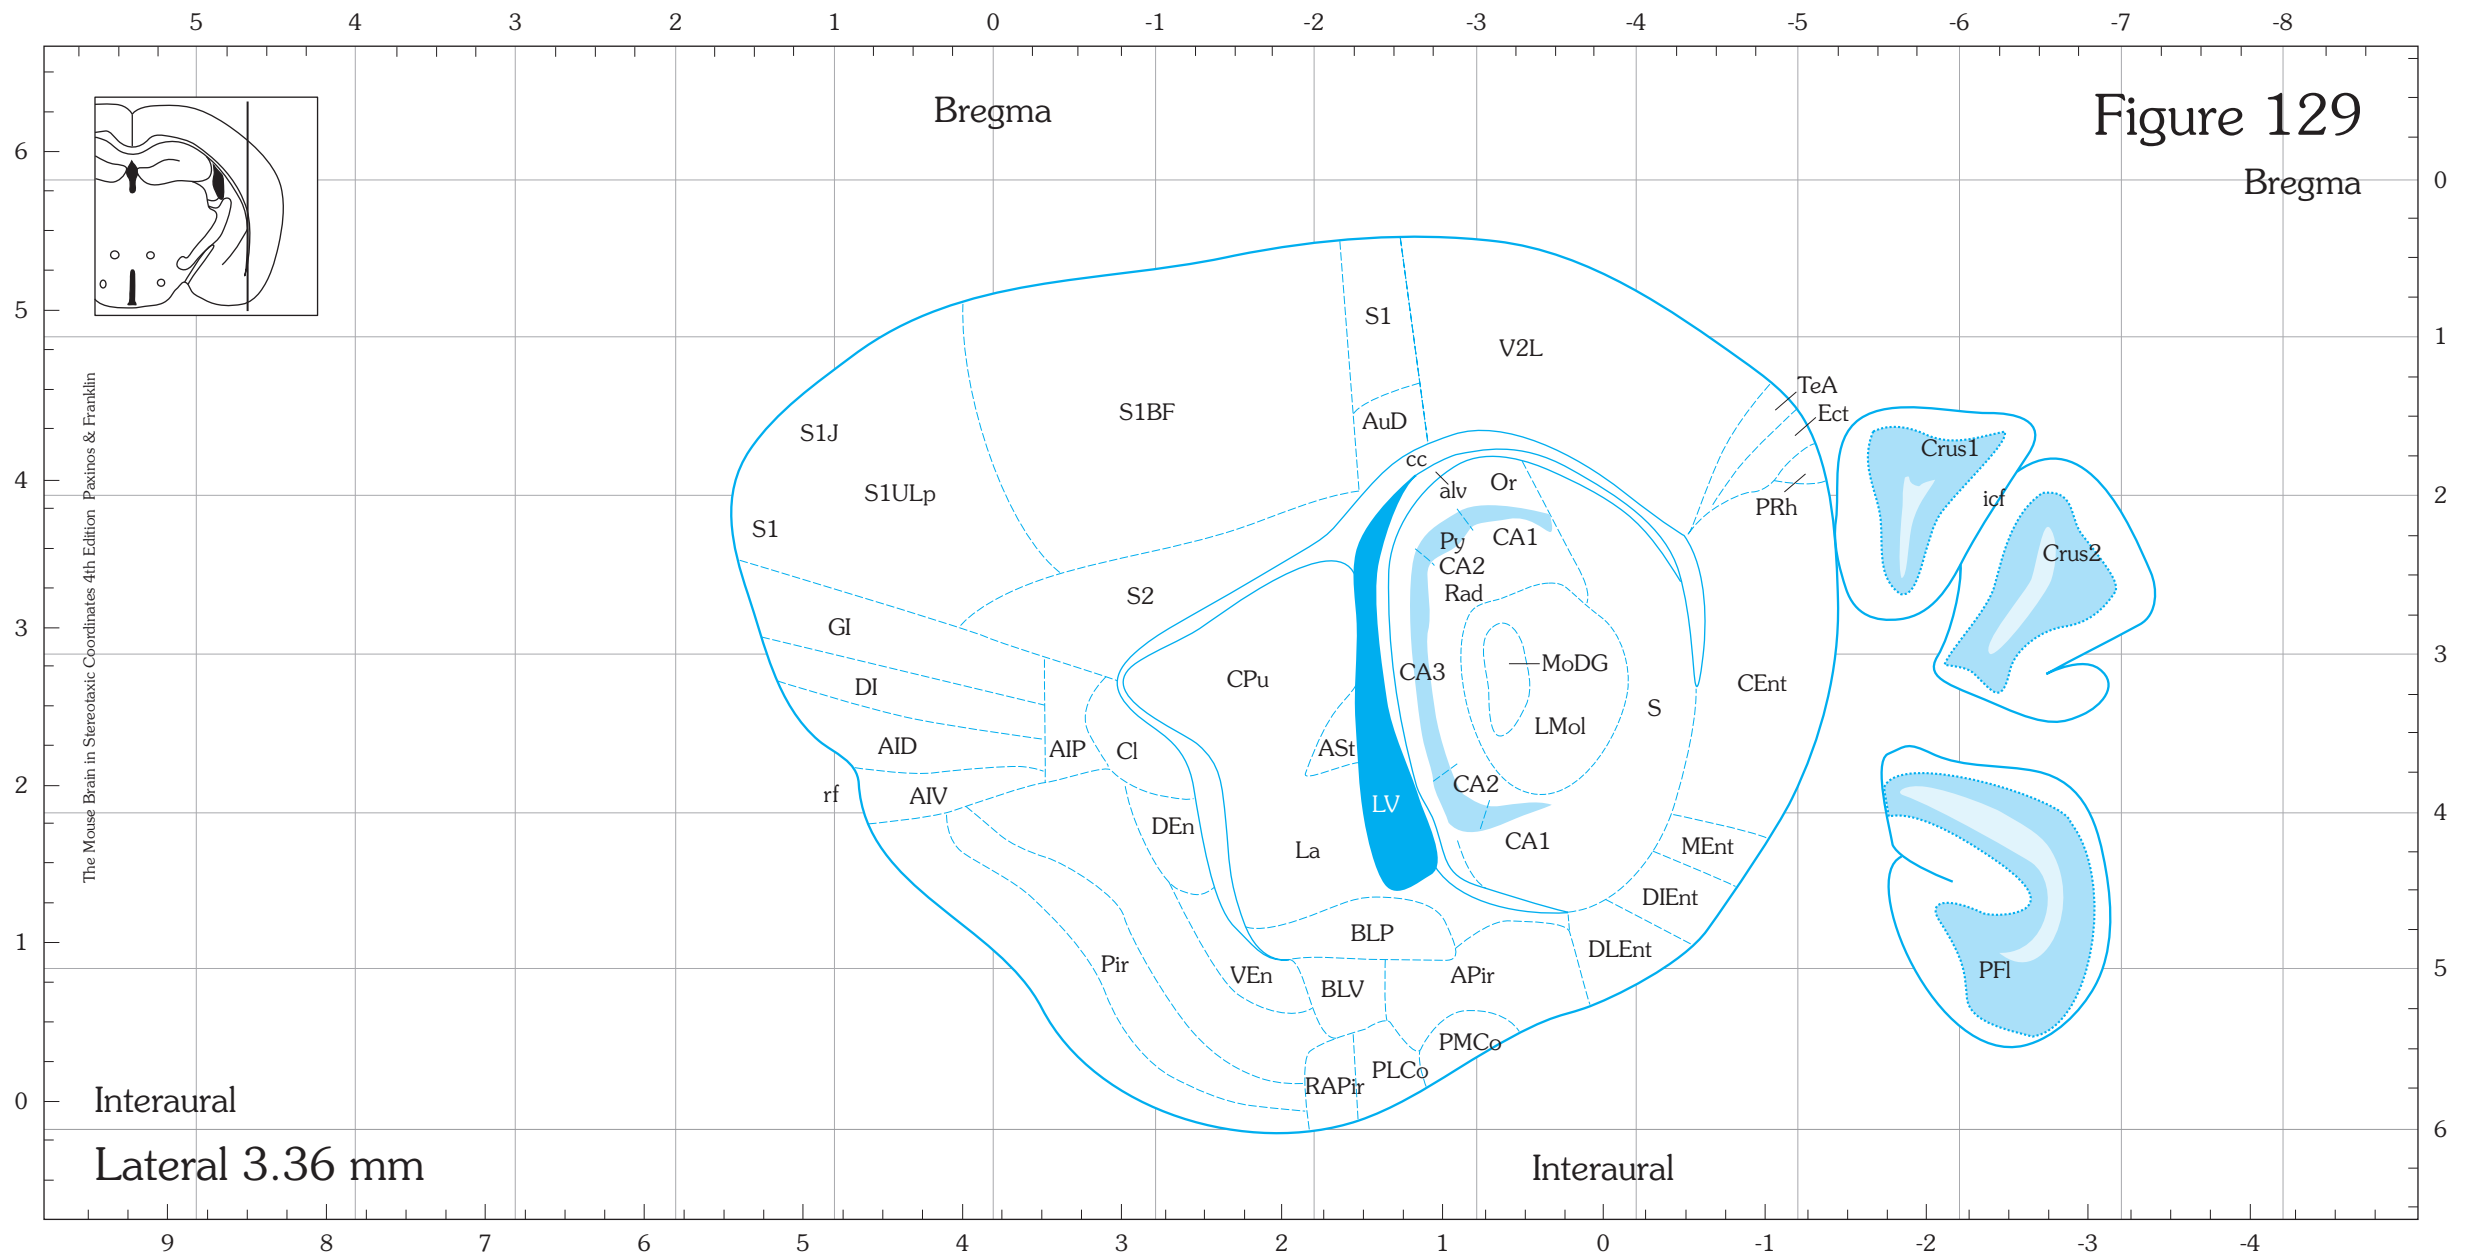 5 4 3 2 1 0 -1 -2 -3 -4 -5 -6 -7 -8
Bregma
Figure 129
Bregma
6
5
4
3
2
1
0
0
1
2
3
4
5
6
The Mouse Brain in Stereotaxic Coordinates 4th Edition Paxinos & Franklin
S1
V2L
TeA
S1BF
Ect
AuD
S1J
Crus1
cc
Or
alv
S1ULp
icf
PRh
S1
CA1
Py
Crus2
CA2
Rad
S2
GI
MoDG
CA3
CPu
CEnt
DI
S
LMol
AID
AIP
Cl
ASt
CA2
rf
AIV
LV
DEn
CA1
MEnt
La
DIEnt
BLP
DLEnt
Pir
PFl
VEn
APir
BLV
PMCo
PLCo
RAPir
Interaural
Lateral 3.36 mm
Interaural
9 8 7 6 5 4 3 2 1 0 -1 -2 -3 -4